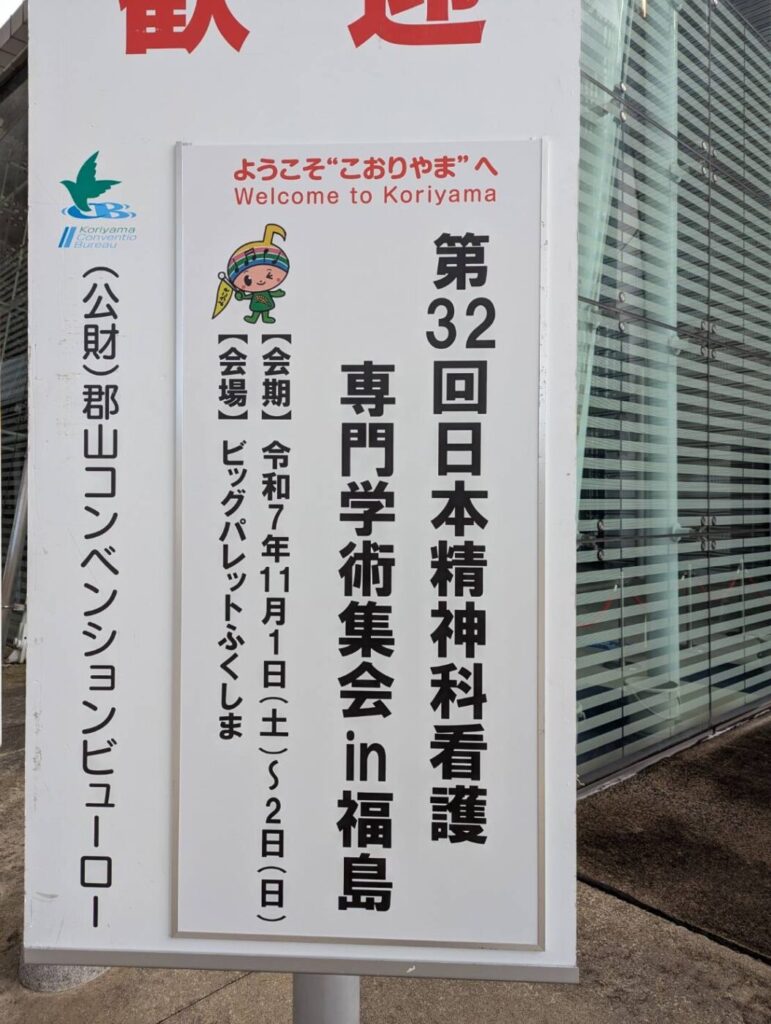 歓迎
ようこそ“こおりやま”へ
Welcome to Koriyama
第32回日本精神科看護
専門学術集会 in 福島
【会期】 令和7年11月1日(土)～2日(日)
【会場】 ビッグパレットふくしま
Koriyama
Conventio
Bureau
(公財)郡山コンベンションビューロー